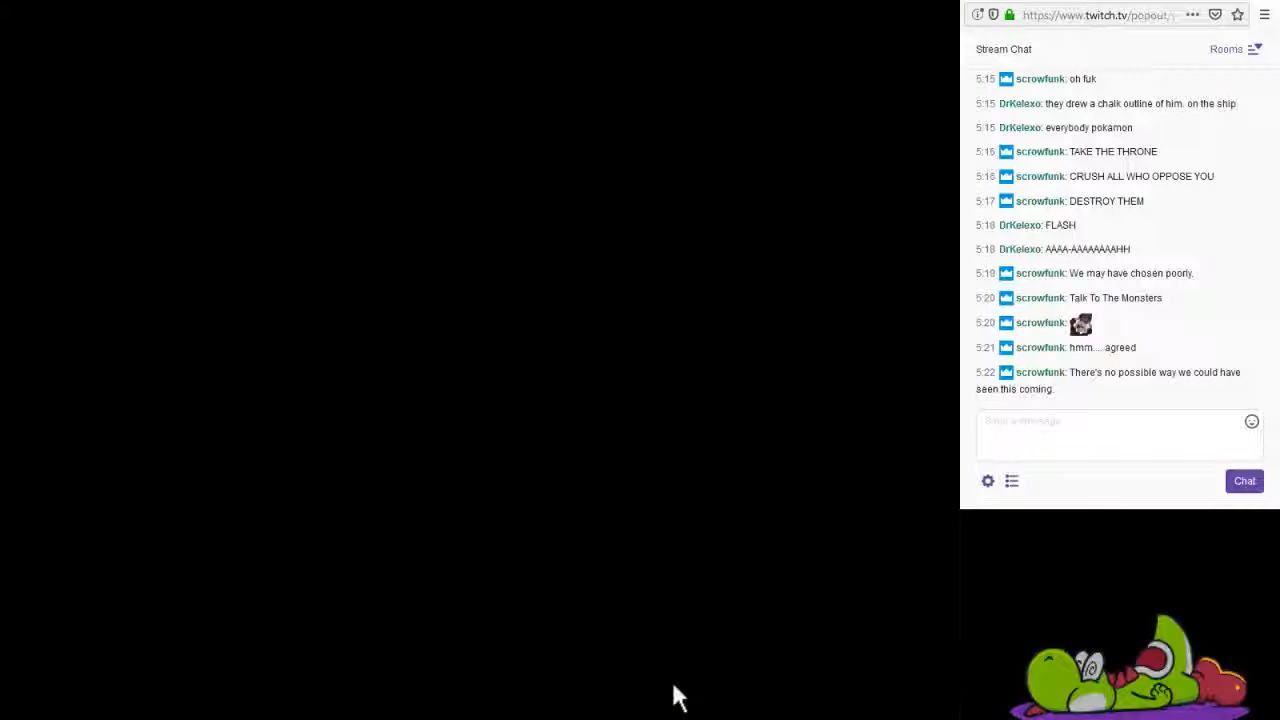 https://www.twitch.tv/popout/
Stream Chat
Rooms
5:15 scrowfunk: oh fuk
5:15 DrKelexo: they drew a chalk outline of him. on the ship
5:15 DrKelexo: everybody pokamon
5:16 scrowfunk: TAKE THE THRONE
5:16 scrowfunk: CRUSH ALL WHO OPPOSE YOU
5:17 scrowfunk: DESTROY THEM
5:18 DrKelexo: FLASH
5:18 DrKelexo: AAAA-AAAAAAAAHH
5:19 scrowfunk: We may have chosen poorly.
5:20 scrowfunk: Talk To The Monsters
5:20 scrowfunk:
5:21 scrowfunk: hmm.... agreed
5:22 scrowfunk: There's no possible way we could have
seen this coming.
Send a message
Chat